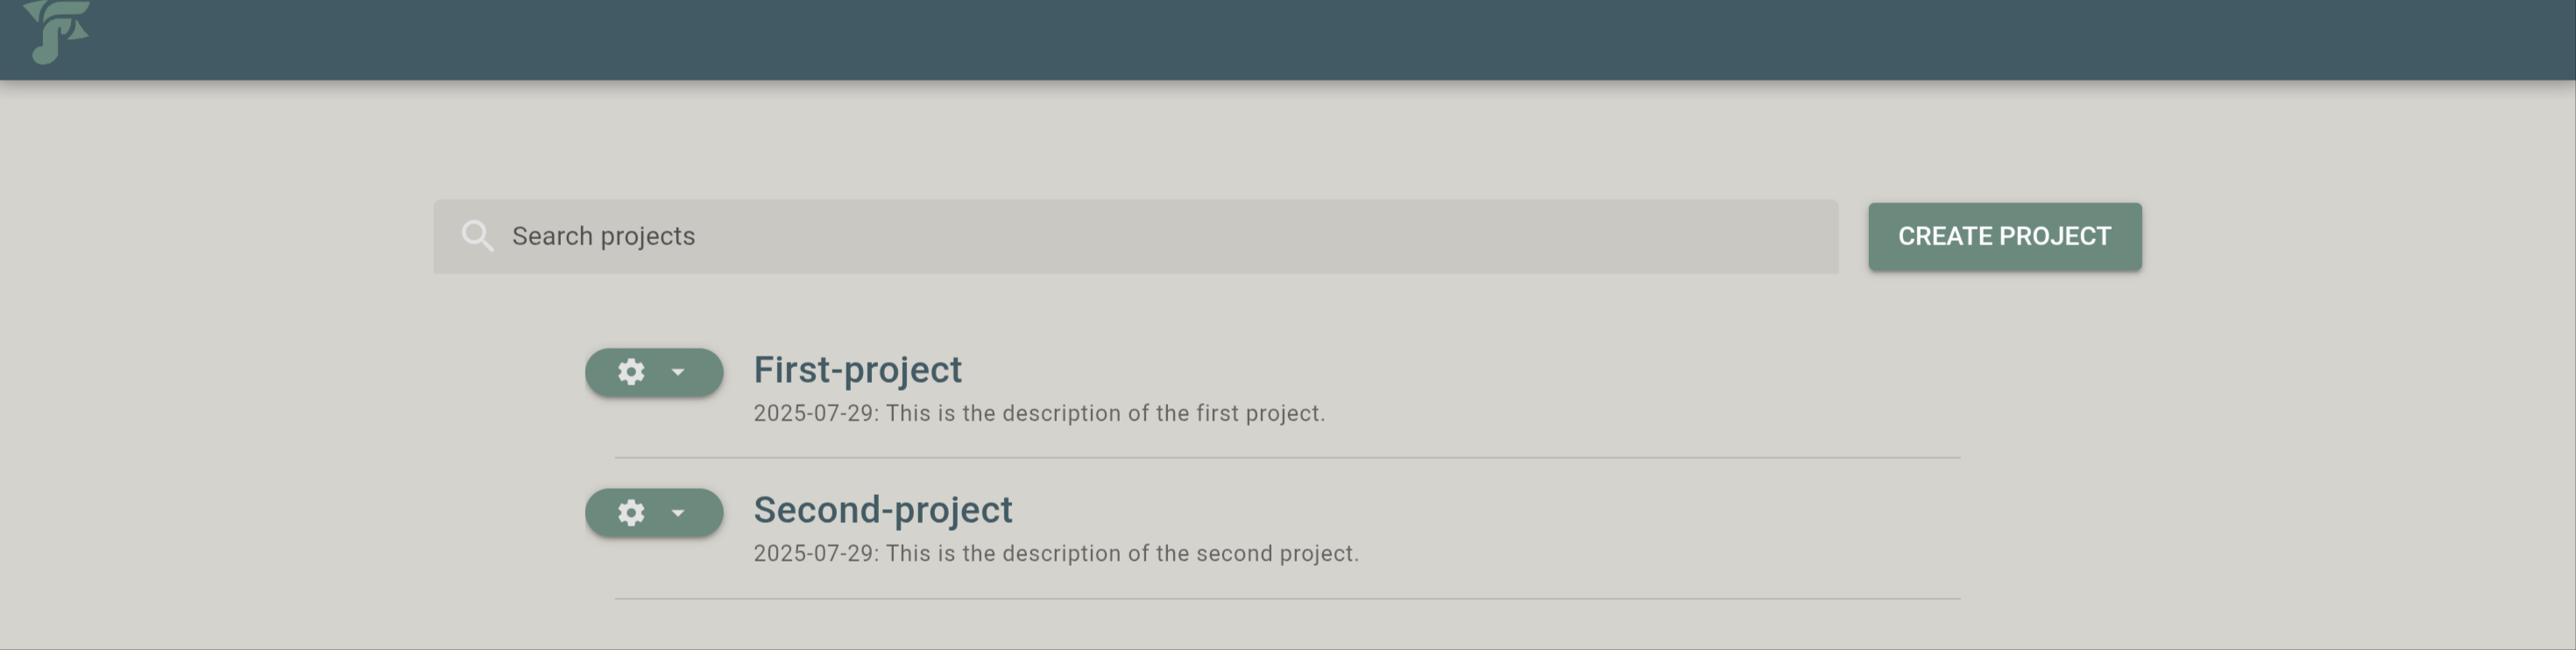 Search projects
CREATE PROJECT
First-project
2025-07-29: This is the description of the first project.
Second-project
2025-07-29: This is the description of the second project.